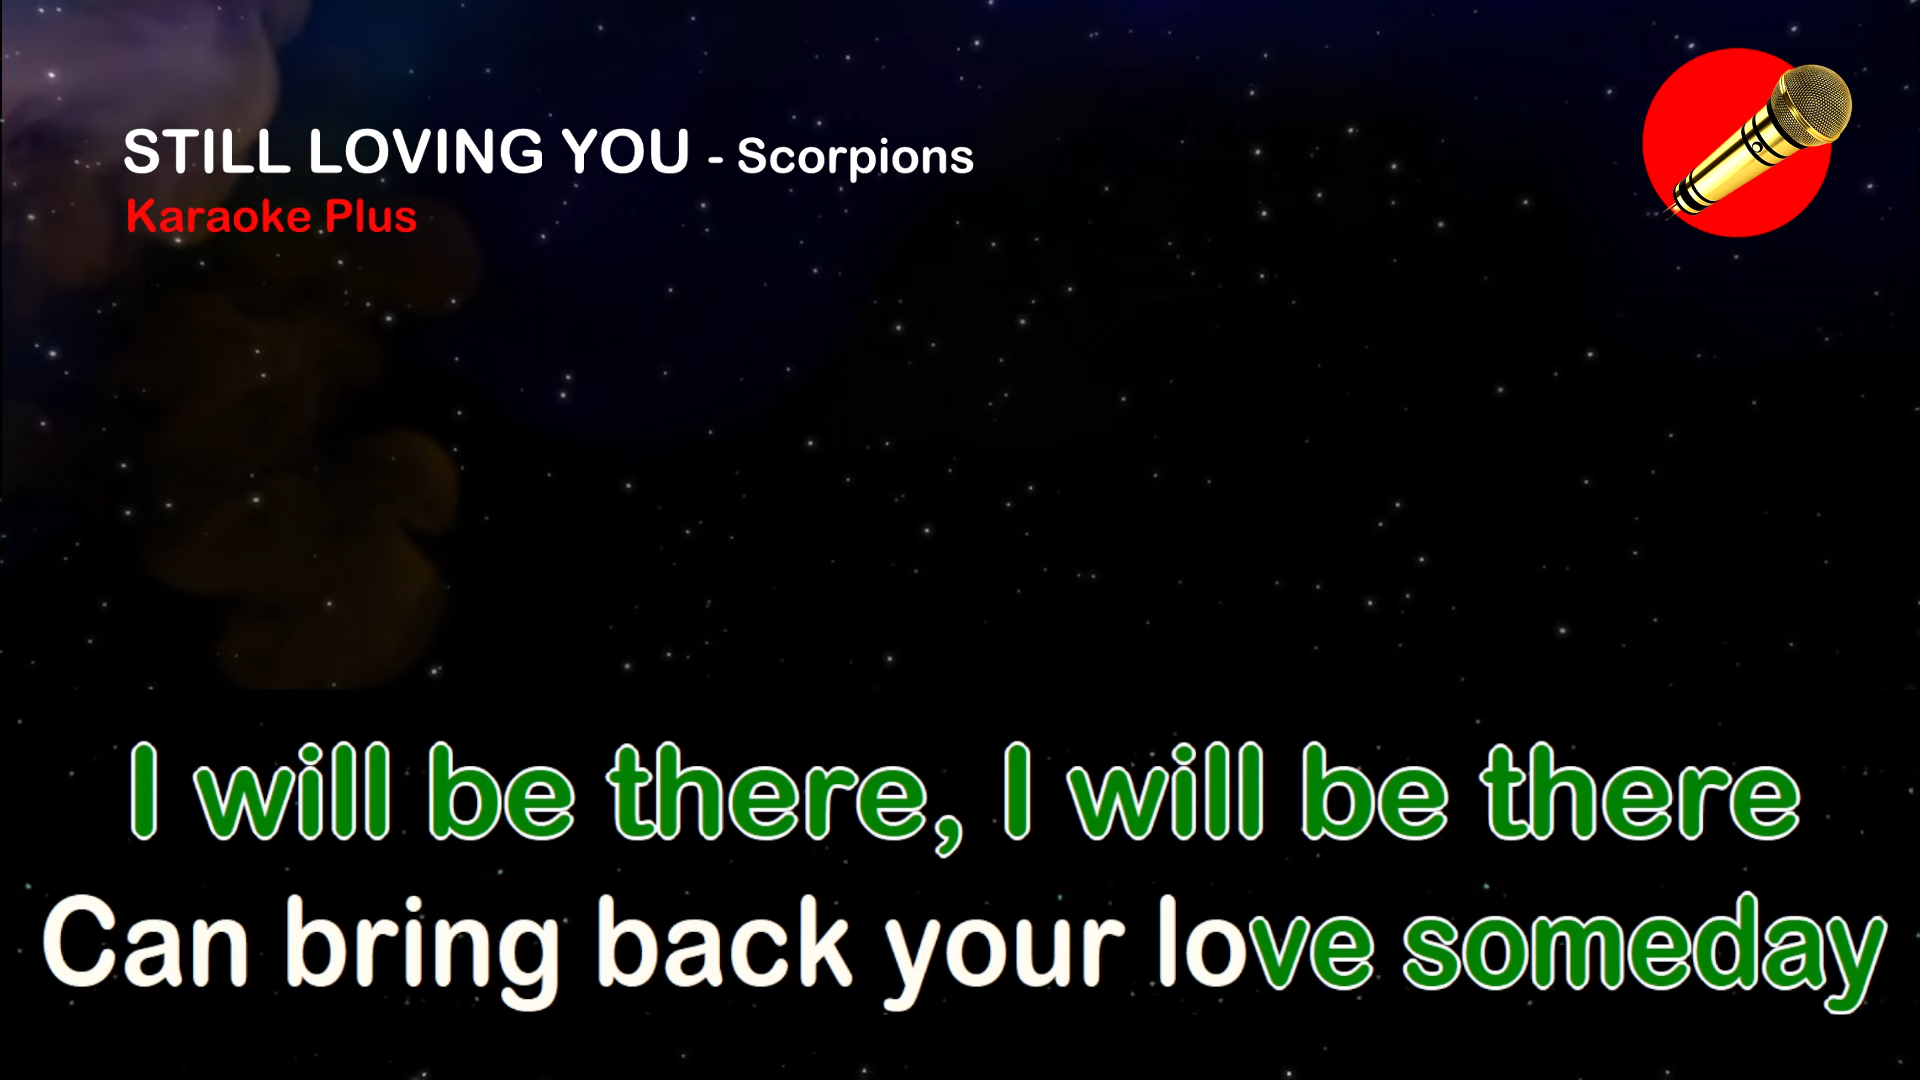 STILL LOVING YOU - Scorpions
Karaoke Plus
I will be there, I will be there
Can bring back your love someday